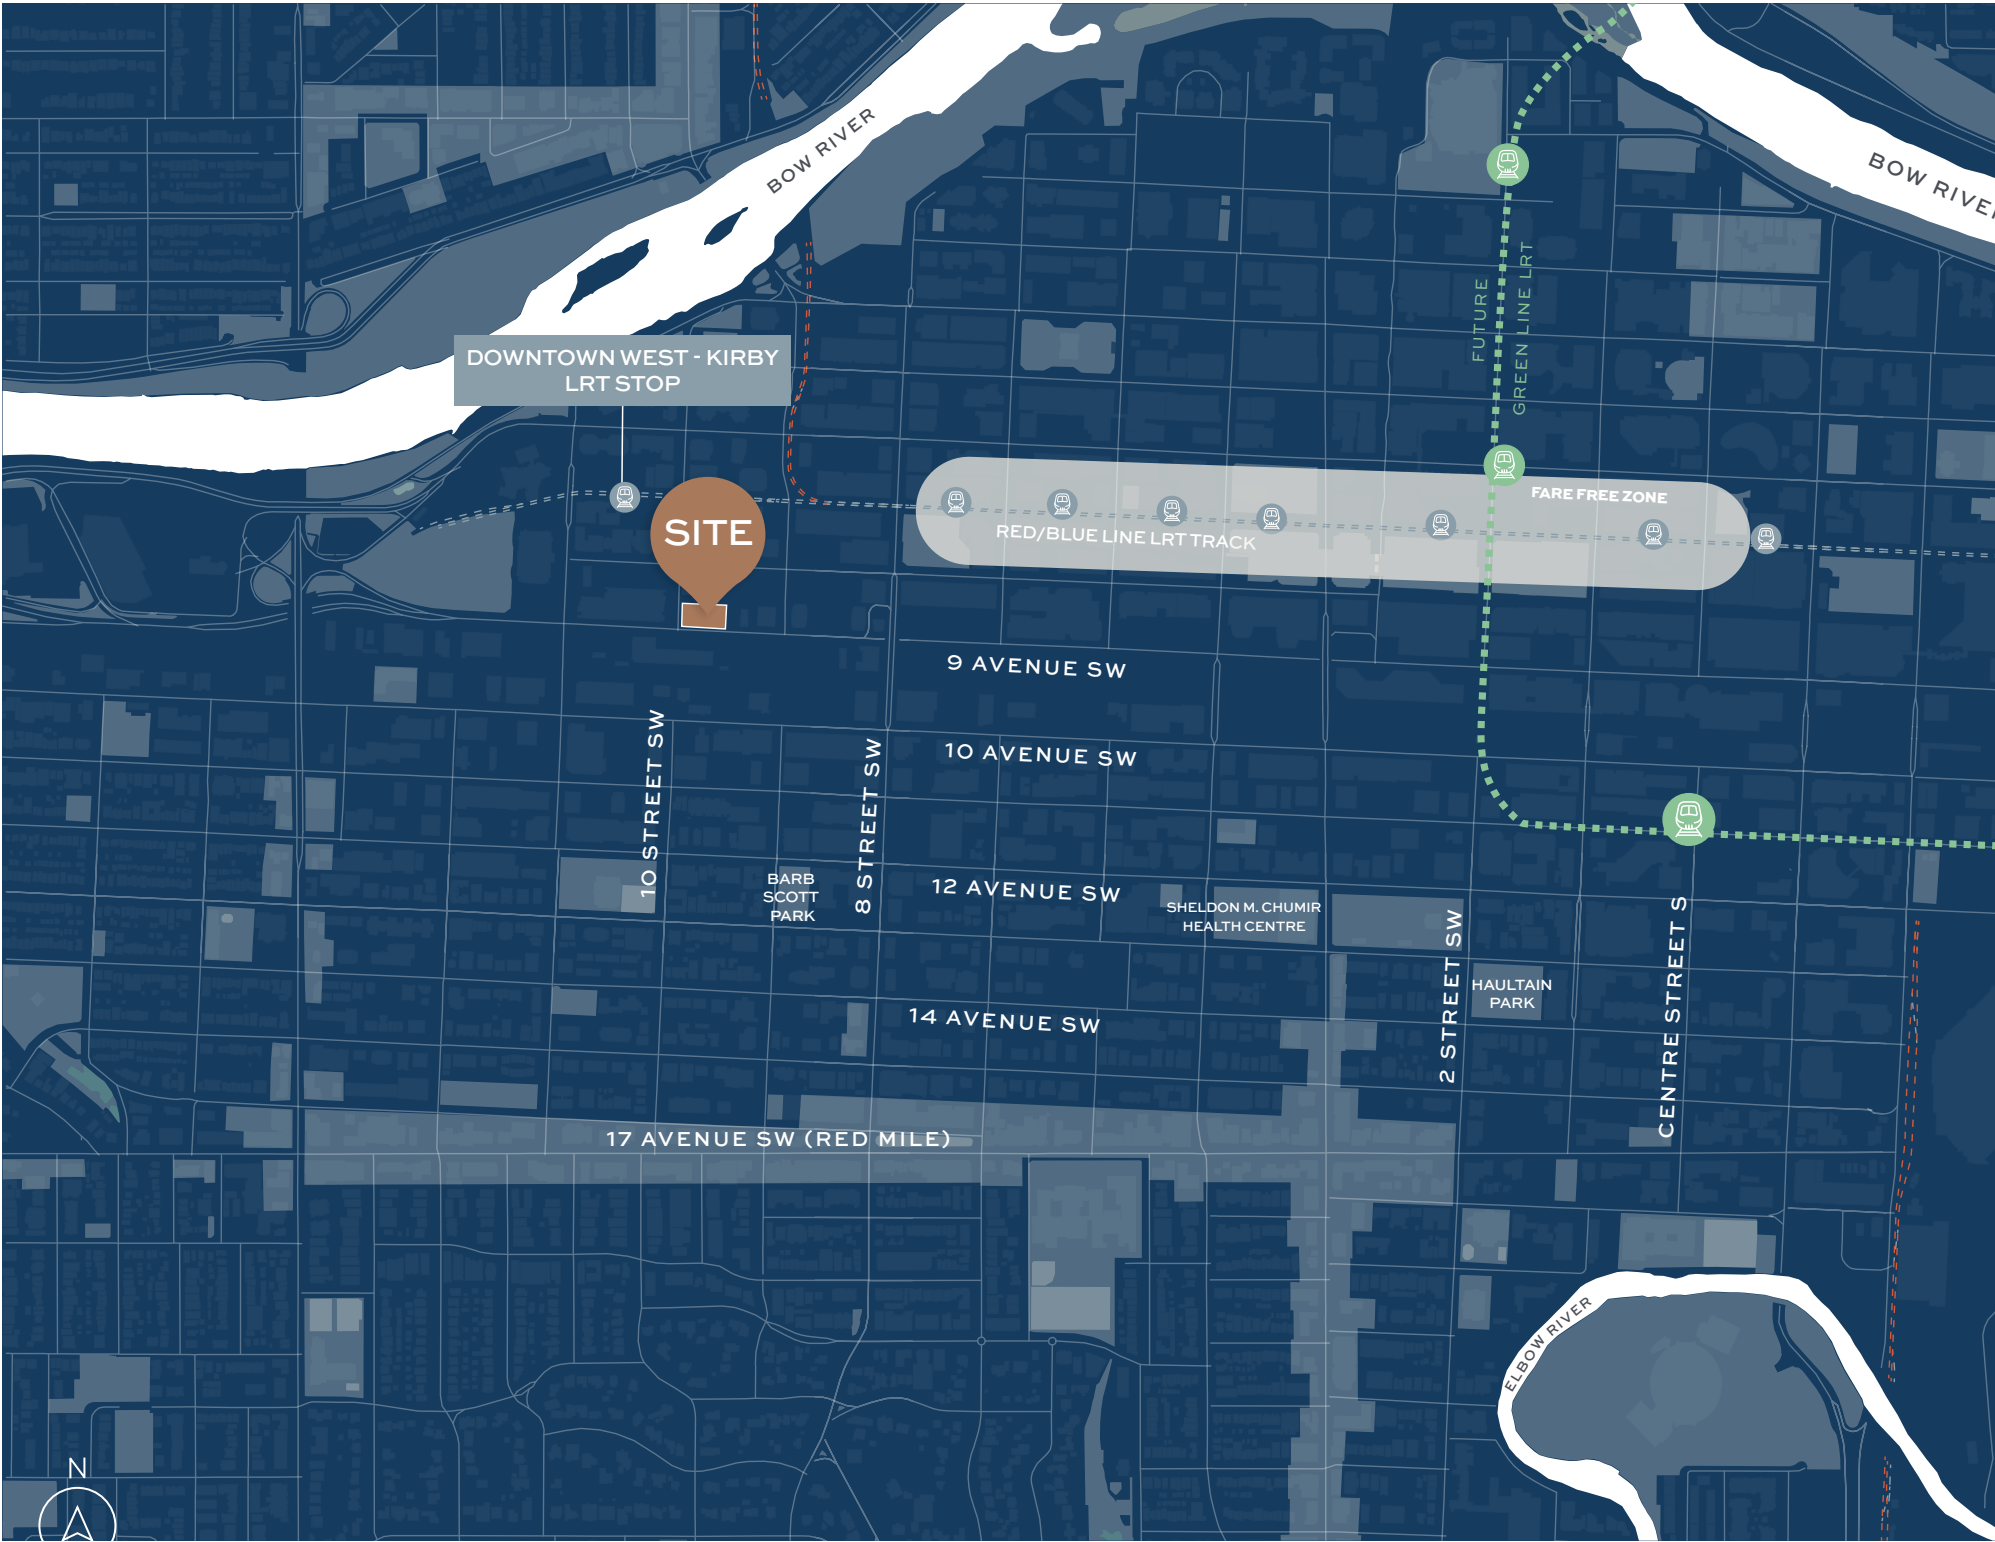 BOW RIVER
BOW RIVER
FUTURE
GREEN LINE LRT
DOWNTOWN WEST - KIRBY
LRT STOP
SITE
FARE FREE ZONE
RED/BLUE LINE LRT TRACK
9 AVENUE SW
10 STREET SW
8 STREET SW
10 AVENUE SW
BARB
SCOTT
PARK
12 AVENUE SW
SHELDON M. CHUMIR
HEALTH CENTRE
2 STREET SW
HAULTAIN
PARK
CENTRE STREET S
14 AVENUE SW
17 AVENUE SW (RED MILE)
ELBOW RIVER
N